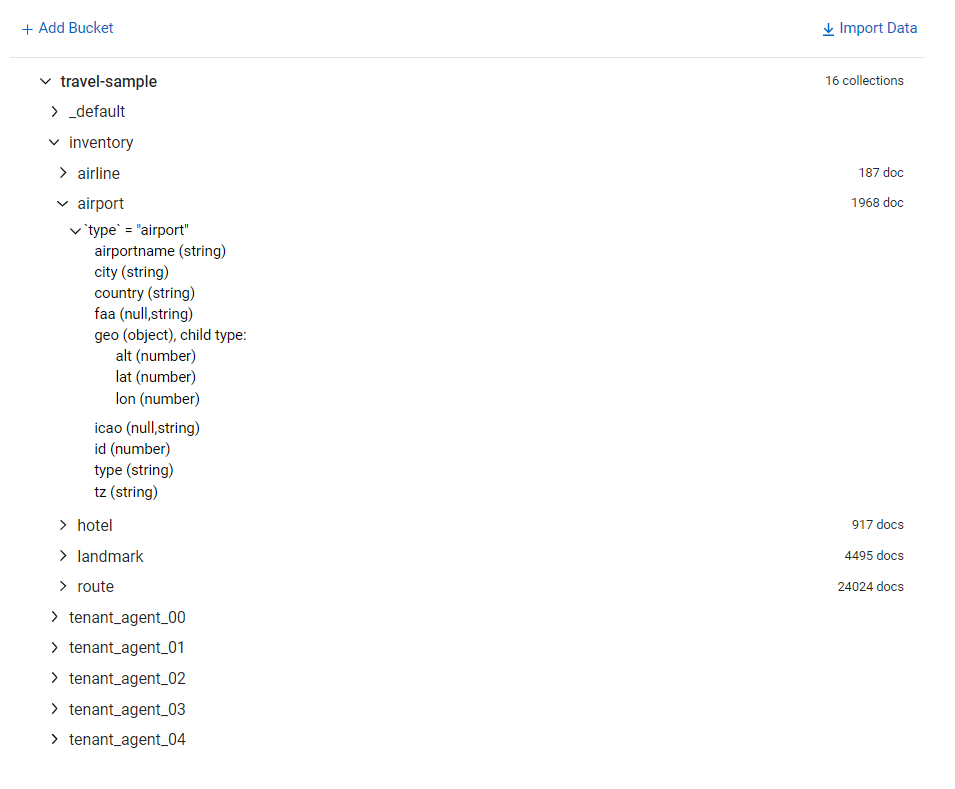 Add Bucket Import Data
travel-sample 16 collections
_default
inventory
airline 187 doc
airport 1968 doc
`type` = "airport"
airportname (string)
city (string)
country (string)
faa (null,string)
geo (object), child type:
alt (number)
lat (number)
lon (number)
icao (null,string)
id (number)
type (string)
tz (string)
hotel 917 docs
landmark 4495 docs
route 24024 docs
tenant_agent_00
tenant_agent_01
tenant_agent_02
tenant_agent_03
tenant_agent_04